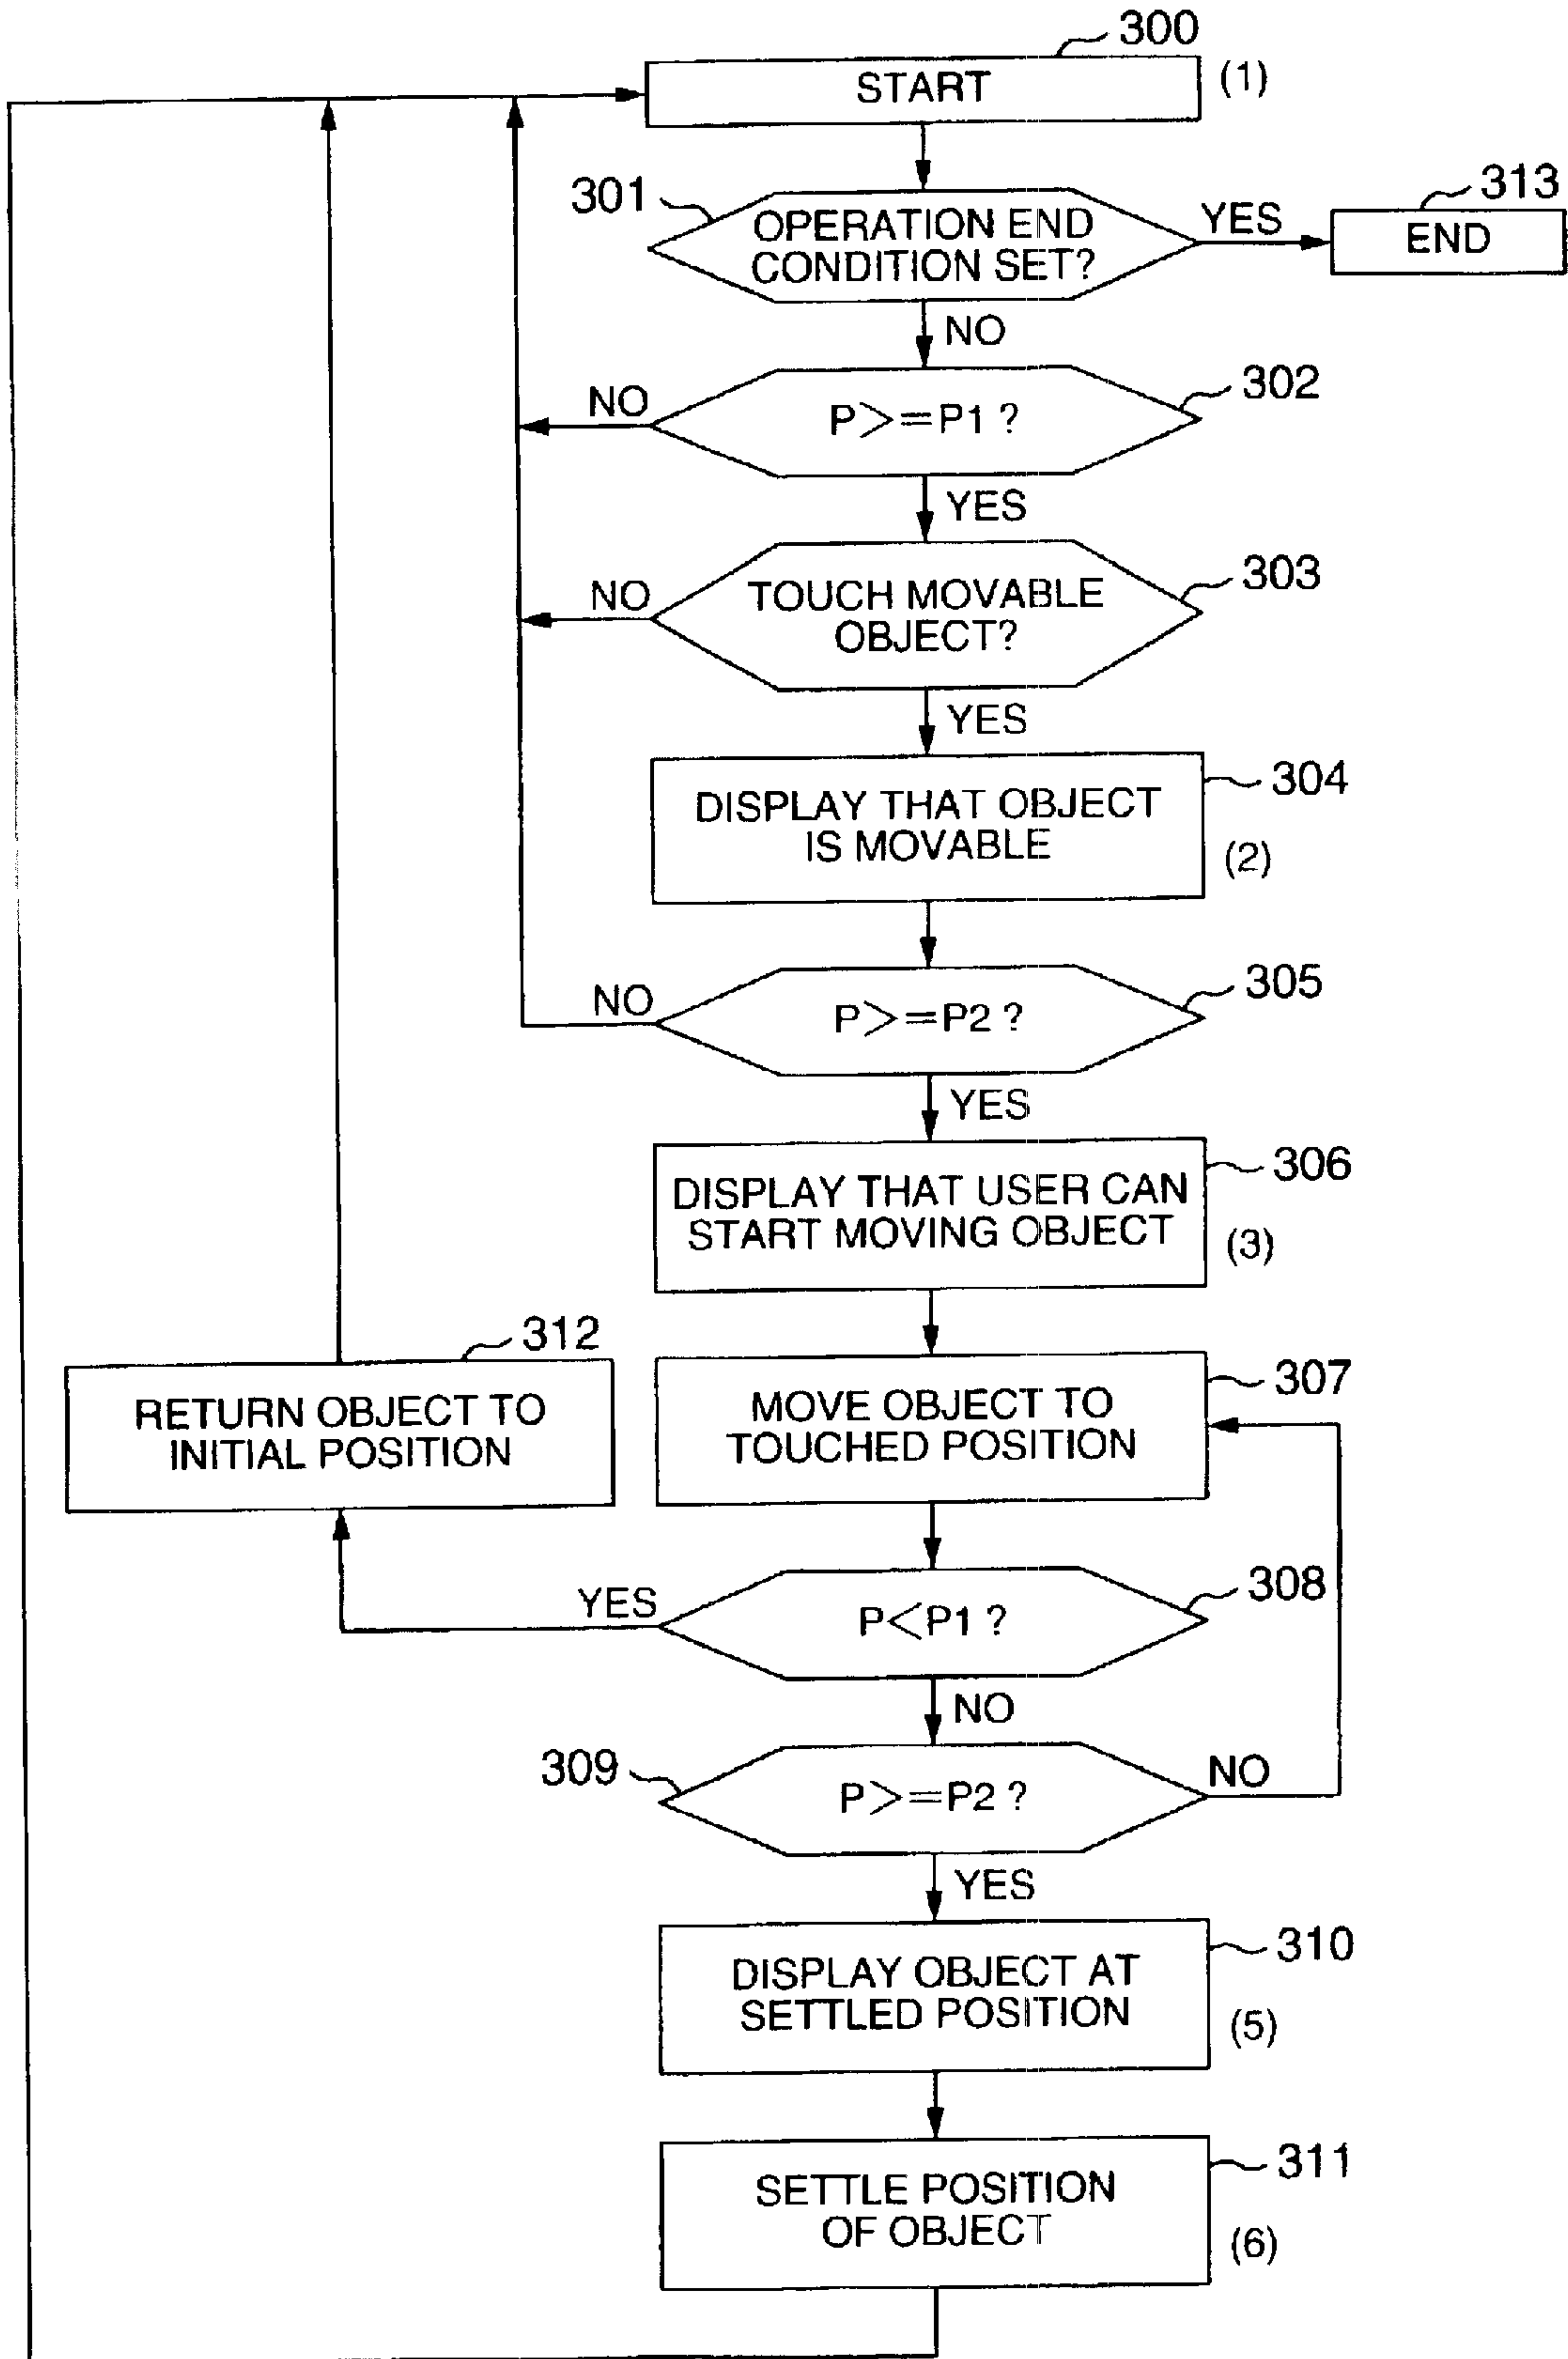 300
START
(1)
301
OPERATION END
CONDITION SET?
YES
313
END
NO
302
P>=P1 ?
NO
YES
303
TOUCH MOVABLE
OBJECT?
NO
YES
304
DISPLAY THAT OBJECT
IS MOVABLE
(2)
305
P>=P2 ?
NO
YES
306
DISPLAY THAT USER CAN
START MOVING OBJECT
(3)
312
RETURN OBJECT TO
INITIAL POSITION
307
MOVE OBJECT TO
TOUCHED POSITION
308
P<P1 ?
YES
NO
309
P>=P2 ?
NO
YES
310
DISPLAY OBJECT AT
SETTLED POSITION
(5)
311
SETTLE POSITION
OF OBJECT
(6)